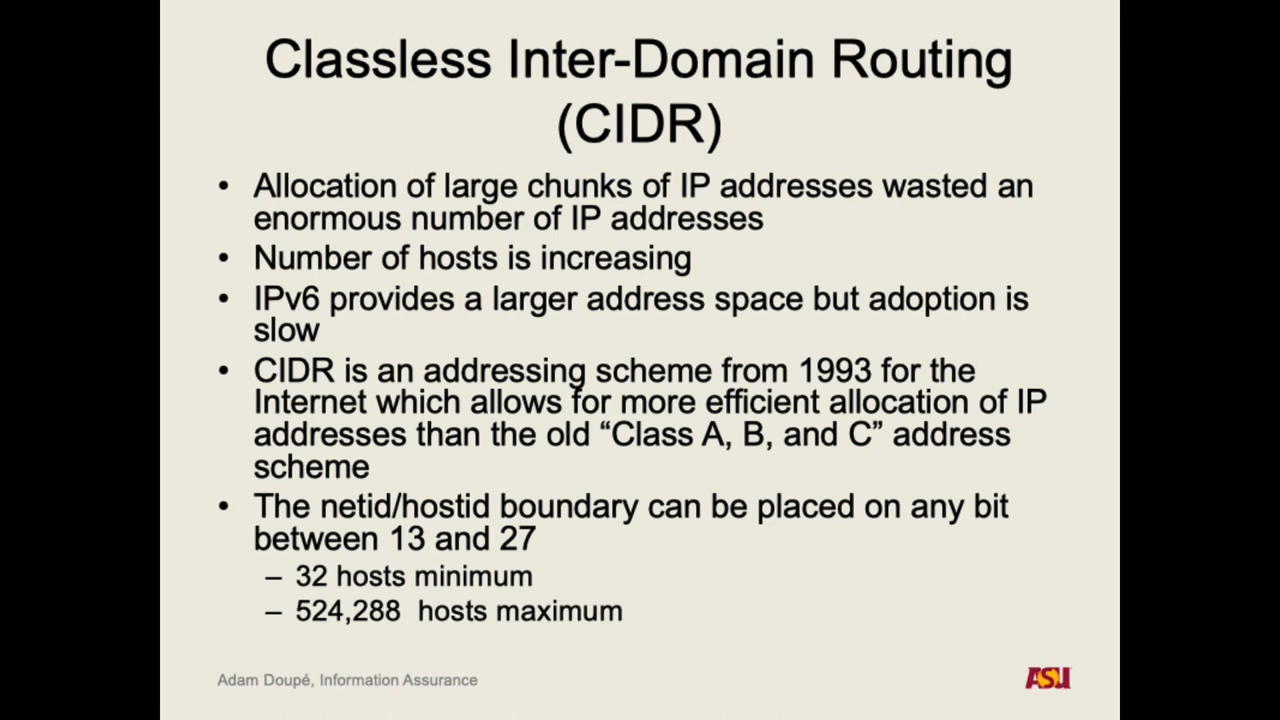 Classless Inter-Domain Routing
(CIDR)
• Allocation of large chunks of IP addresses wasted an
enormous number of IP addresses
• Number of hosts is increasing
• IPv6 provides a larger address space but adoption is
slow
• CIDR is an addressing scheme from 1993 for the
Internet which allows for more efficient allocation of IP
addresses than the old “Class A, B, and C” address
scheme
• The netid/hostid boundary can be placed on any bit
between 13 and 27
– 32 hosts minimum
– 524,288 hosts maximum
Adam Doupé, Information Assurance
ASU